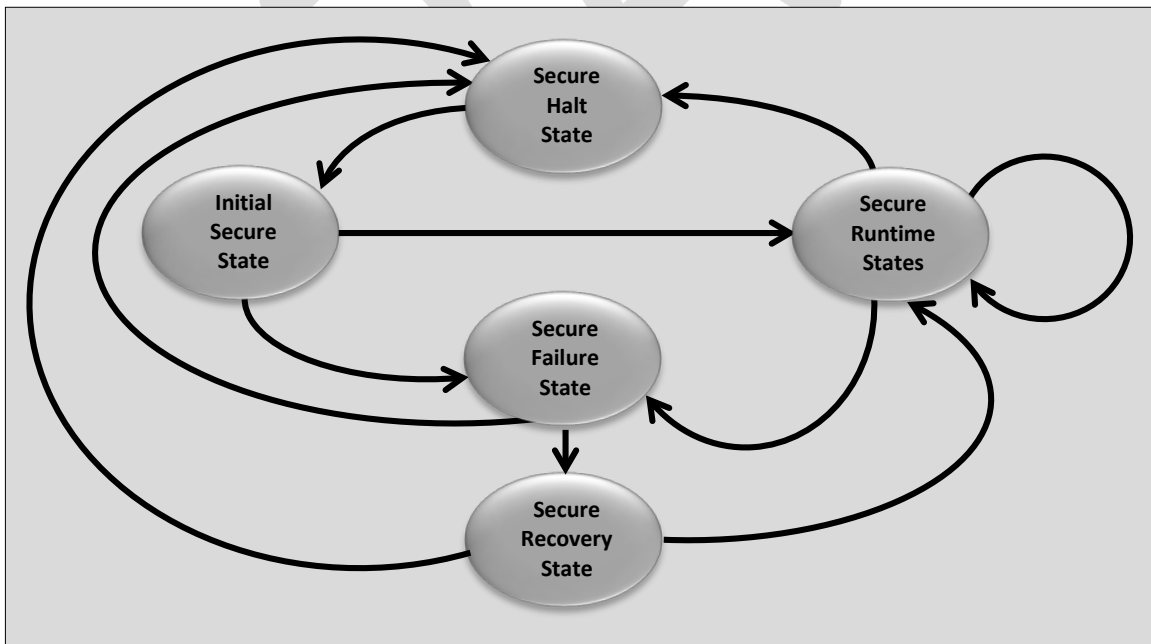 Secure
Halt
State
Initial
Secure
State
Secure
Runtime
States
Secure
Failure
State
Secure
Recovery
State